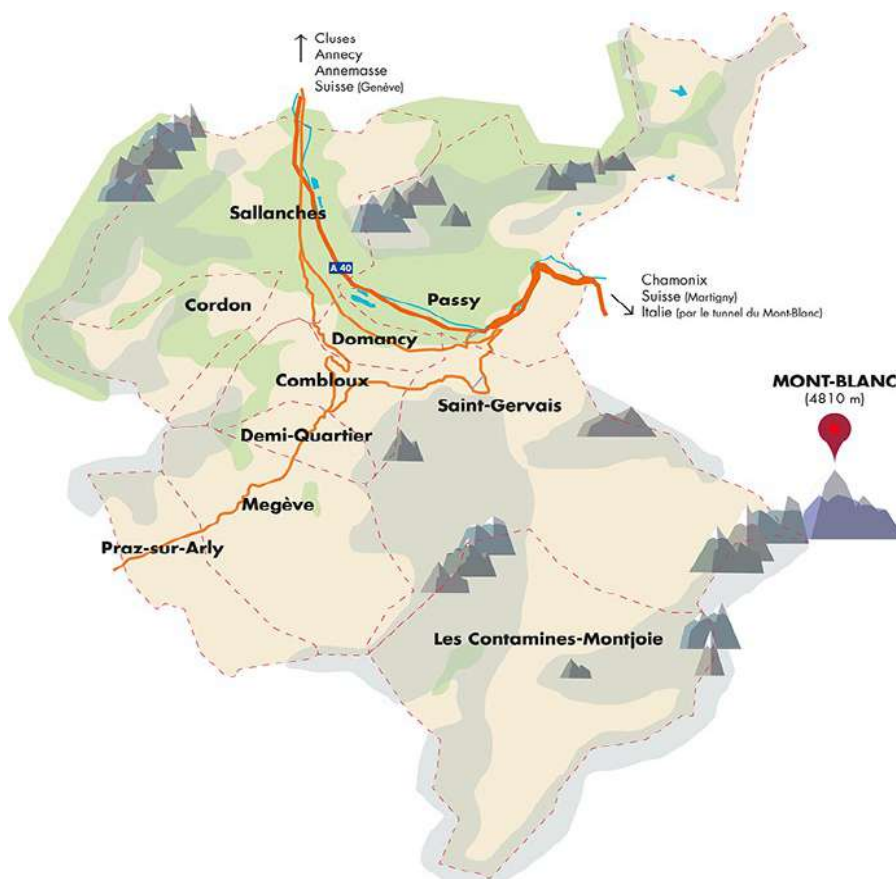 Cluses
Annecy
Annemasse
Suisse (Genève)
Sallanches
A 40
Chamonix
Suisse (Martigny)
Italie (par le tunnel du Mont-Blanc)
Cordon
Passy
Domancy
Combloux
MONT-BLANC
(4810 m)
Saint-Gervais
Demi-Quartier
Megève
Praz-sur-Arly
Les Contamines-Montjoie